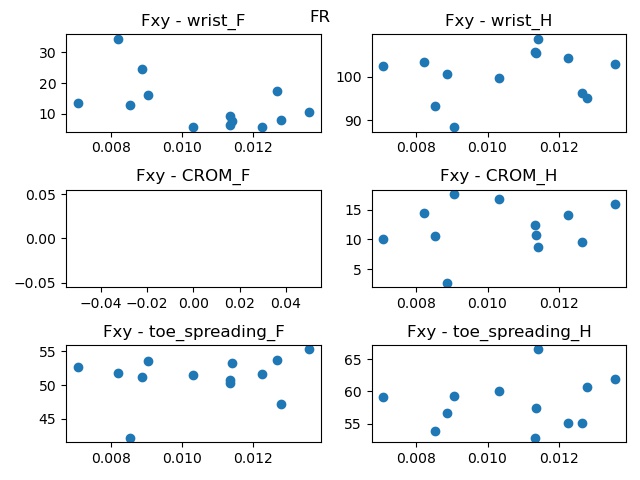 FR
Fxy - wrist_F
Fxy - wrist_H
30
20
10
0.008 0.010 0.012
100
90
0.008 0.010 0.012
Fxy - CROM_F
Fxy - CROM_H
0.05
0.00
−0.05
−0.04 −0.02 0.00 0.02 0.04
15
10
5
0.008 0.010 0.012
Fxy - toe_spreading_F
Fxy - toe_spreading_H
55
50
45
0.008 0.010 0.012
65
60
55
0.008 0.010 0.012